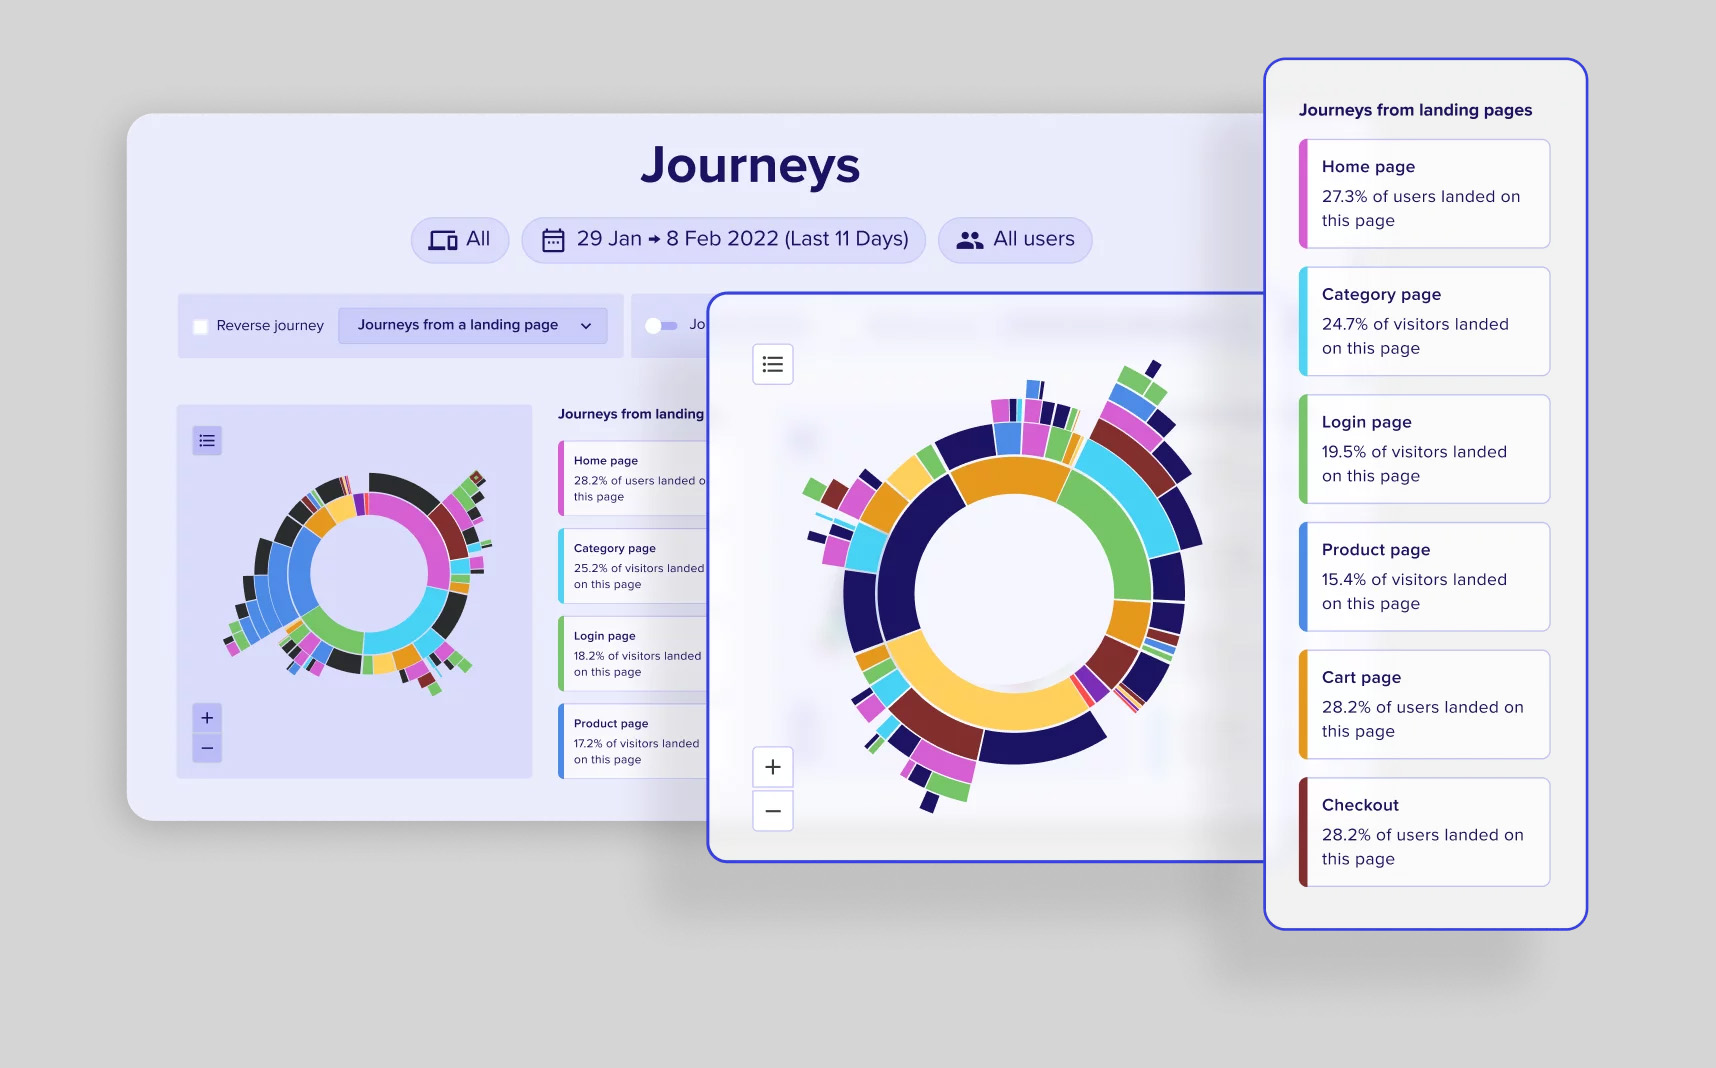 Journeys
All
29 Jan → 8 Feb 2022 (Last 11 Days)
All users
Reverse journey
Journeys from a landing page
Journeys from landing
Home page
28.2% of users landed
this page
Category page
25.2% of visitors landed
on this page
Login page
18.2% of visitors landed
on this page
Product page
17.2% of visitors landed
on this page
+
−
+
−
Journeys from landing pages
Home page
27.3% of users landed on
this page
Category page
24.7% of visitors landed
on this page
Login page
19.5% of visitors landed
on this page
Product page
15.4% of visitors landed
on this page
Cart page
28.2% of users landed on
this page
Checkout
28.2% of users landed on
this page